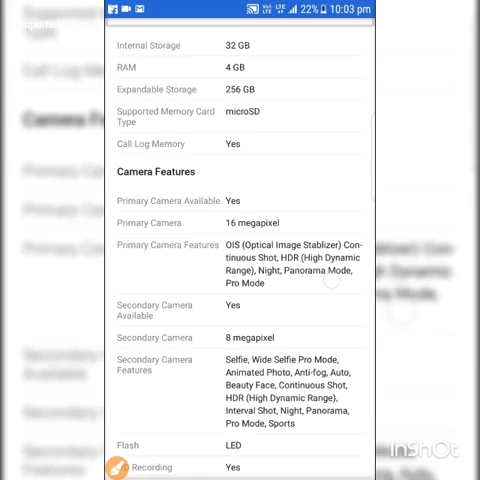 22% 10:03 pm
Internal Storage 32 GB
RAM 4 GB
Expandable Storage 256 GB
Supported Memory Card microSD
Type
Call Log Memory Yes
Camera Features
Primary Camera Available Yes
Primary Camera 16 megapixel
Primary Camera Features OIS (Optical Image Stablizer) Con-
tinuous Shot, HDR (High Dynamic
Range), Night, Panorama Mode,
Pro Mode
Secondary Camera Yes
Available
Secondary Camera 8 megapixel
Secondary Camera Selfie, Wide Selfie Pro Mode,
Features Animated Photo, Anti-fog, Auto,
Beauty Face, Continuous Shot,
HDR (High Dynamic Range),
Interval Shot, Night, Panorama,
Pro Mode, Sports
Flash LED
Recording Yes
InShOt